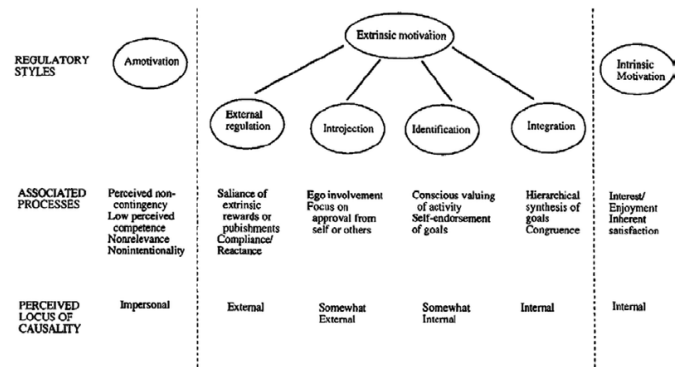 Extrinsic motivation
REGULATORY
STYLES
Amotivation
Intrinsic
Motivation
External
regulation
Introjection
Identification
Integration
ASSOCIATED
PROCESSES
Perceived non-
contingency
Low perceived
competence
Nonrelevance
Nonintentionality
Saliance of
extrinsic
rewards or
pubishments
Compliance/
Reactance
Ego involvement
Focus on
approval from
self or others
Conscious valuing
of activity
Self-endorsement
of goals
Hierarchical
synthesis of
goals
Congruence
Interest/
Enjoyment
Inherent
satisfaction
PERCEIVED
LOCUS OF
CAUSALITY
Impersonal
External
Somewhat
External
Somewhat
Internal
Internal
Internal